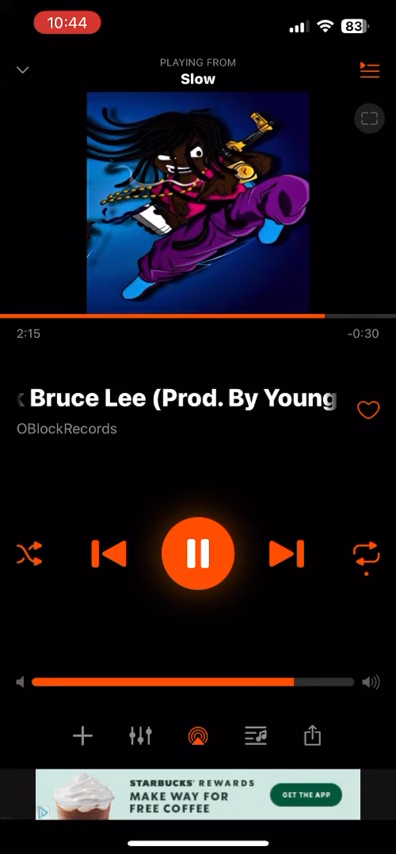 10:44
83
PLAYING FROM
Slow
2:15
-0:30
Bruce Lee (Prod. By Young
OBlockRecords
STARBUCKS® REWARDS
MAKE WAY FOR
FREE COFFEE
GET THE APP